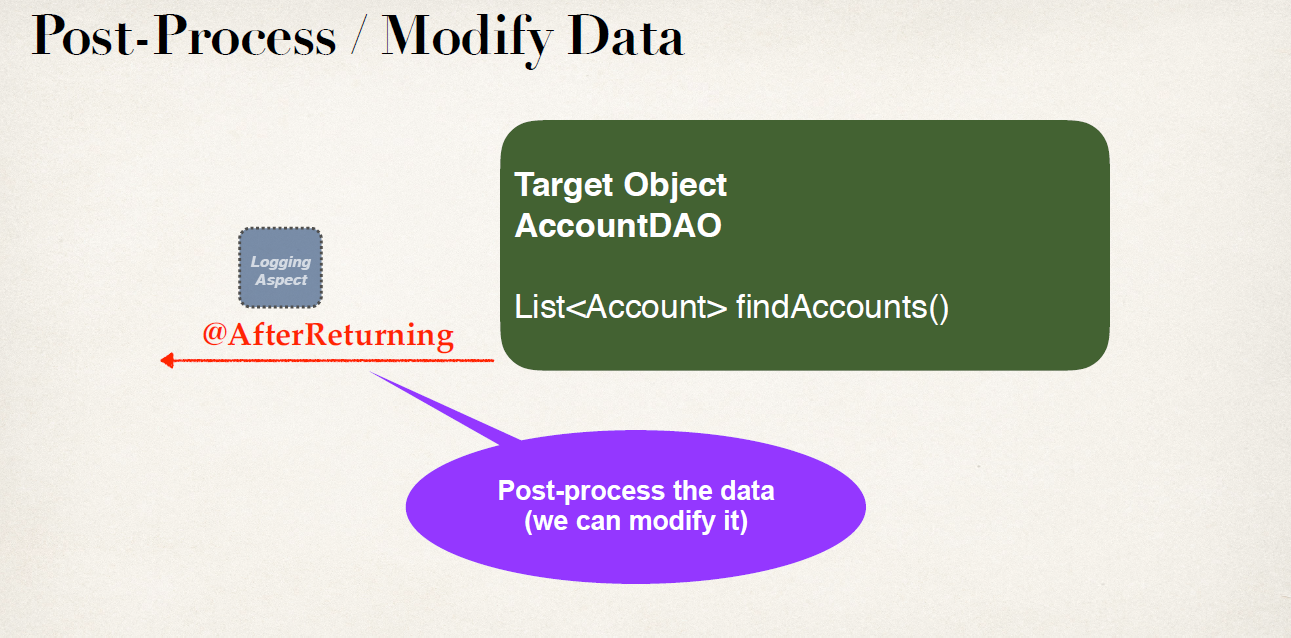 Post-Process / Modify Data
Target Object
AccountDAO
List<Account> findAccounts()
Logging
Aspect
@AfterReturning
Post-process the data
(we can modify it)